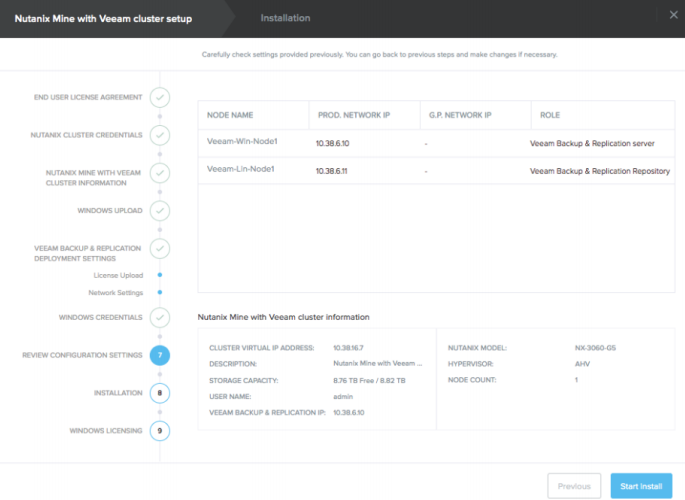 Nutanix Mine with Veeam cluster setup
Installation
Carefully check settings provided previously. You can go back to previous steps and make changes if necessary.
END USER LICENSE AGREEMENT
NUTANIX CLUSTER CREDENTIALS
NUTANIX MINE WITH VEEAM
CLUSTER INFORMATION
WINDOWS UPLOAD
VEEAM BACKUP & REPLICATION
DEPLOYMENT SETTINGS
License Upload
Network Settings
WINDOWS CREDENTIALS
REVIEW CONFIGURATION SETTINGS 7
INSTALLATION 8
WINDOWS LICENSING 9
NODE NAME PROD. NETWORK IP G.P. NETWORK IP ROLE
Veeam-Win-Node1 10.38.6.10 - Veeam Backup & Replication server
Veeam-Lin-Node1 10.38.6.11 - Veeam Backup & Replication Repository
Nutanix Mine with Veeam cluster information
CLUSTER VIRTUAL IP ADDRESS: 10.38.16.7 NUTANIX MODEL: NX-3060-G5
DESCRIPTION: Nutanix Mine with Veeam ... HYPERVISOR: AHV
STORAGE CAPACITY: 8.76 TB Free / 8.82 TB NODE COUNT: 1
USER NAME: admin
VEEAM BACKUP & REPLICATION IP: 10.38.6.10
Previous Start install